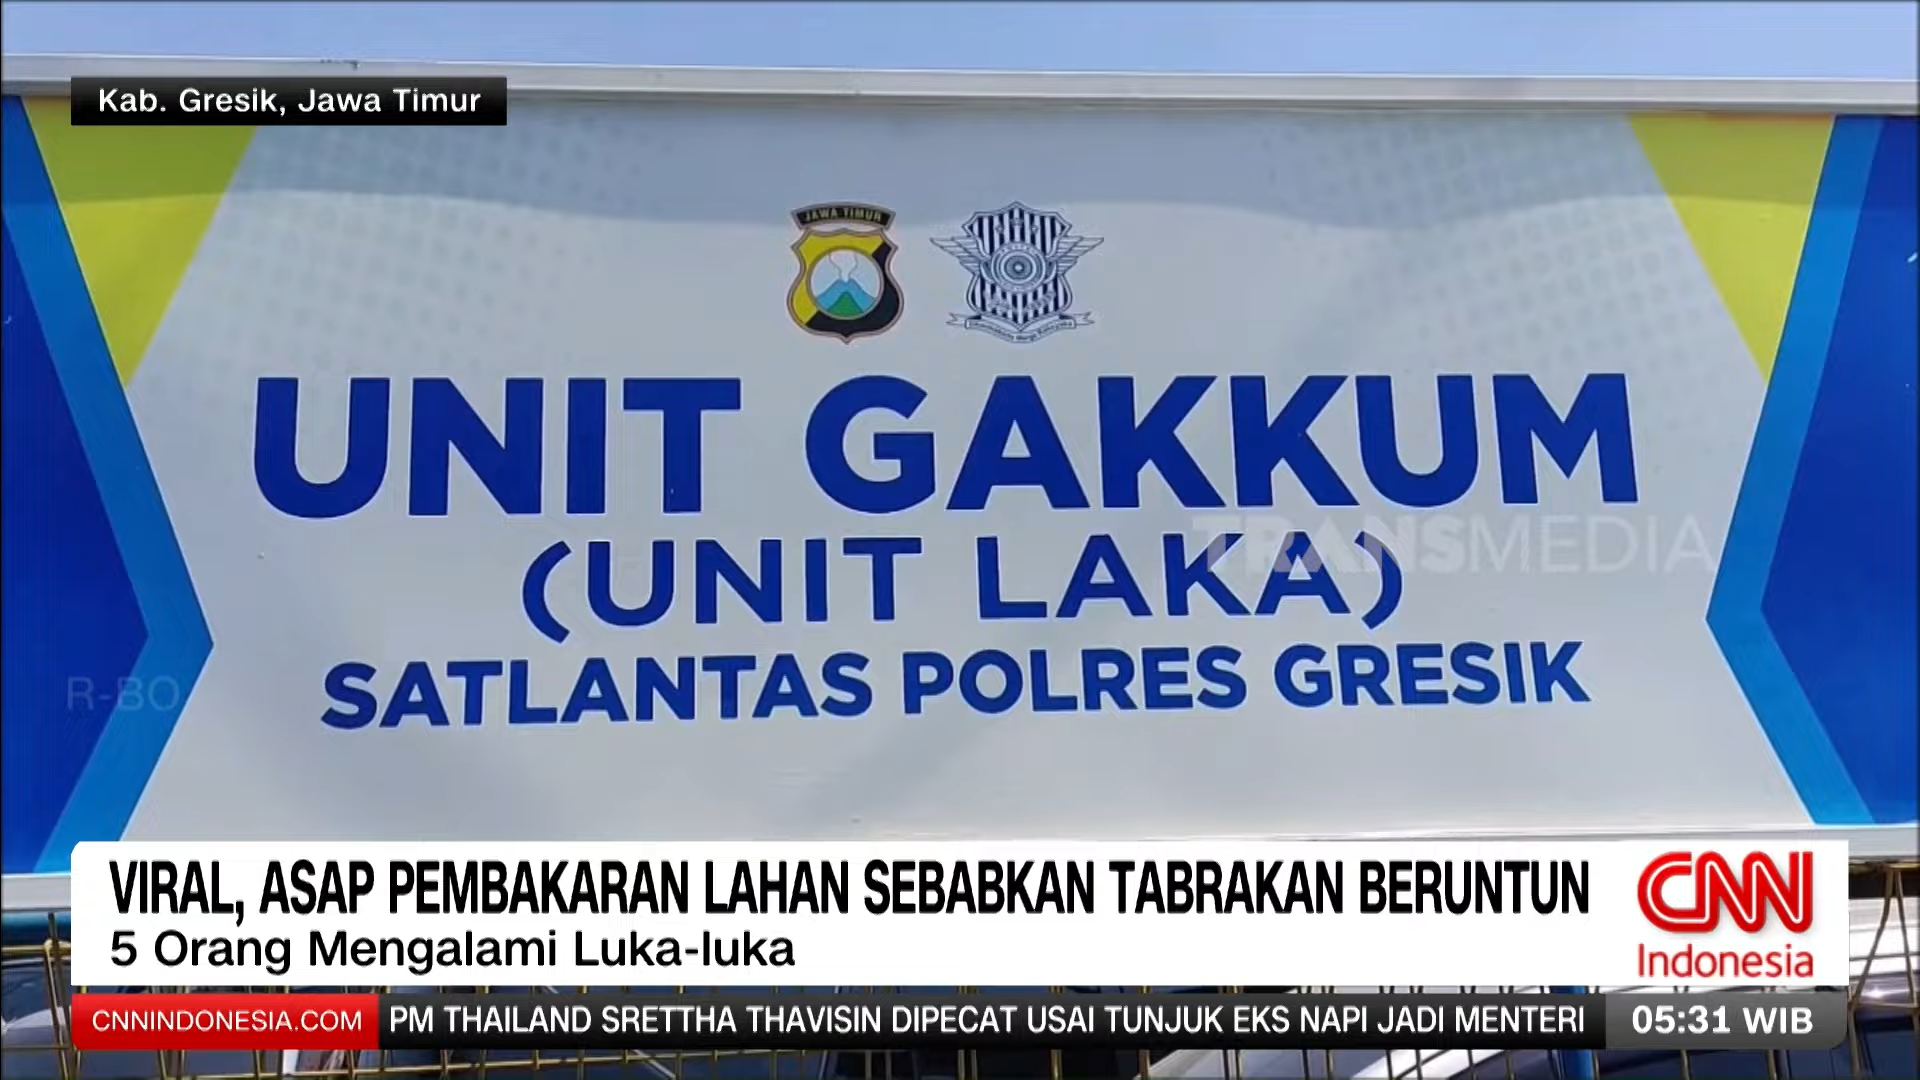 Kab. Gresik, Jawa Timur
JAWA TIMUR
UNIT GAKKUM
(UNIT LAKA)
TRANSMEDIA
SATLANTAS POLRES GRESIK
R-BO
VIRAL, ASAP PEMBAKARAN LAHAN SEBABKAN TABRAKAN BERUNTUN
5 Orang Mengalami Luka-luka
CNN
Indonesia
CNNINDONESIA.COM
PM THAILAND SRETTHA THAVISIN DIPECAT USAI TUNJUK EKS NAPI JADI MENTERI
05:31 WIB